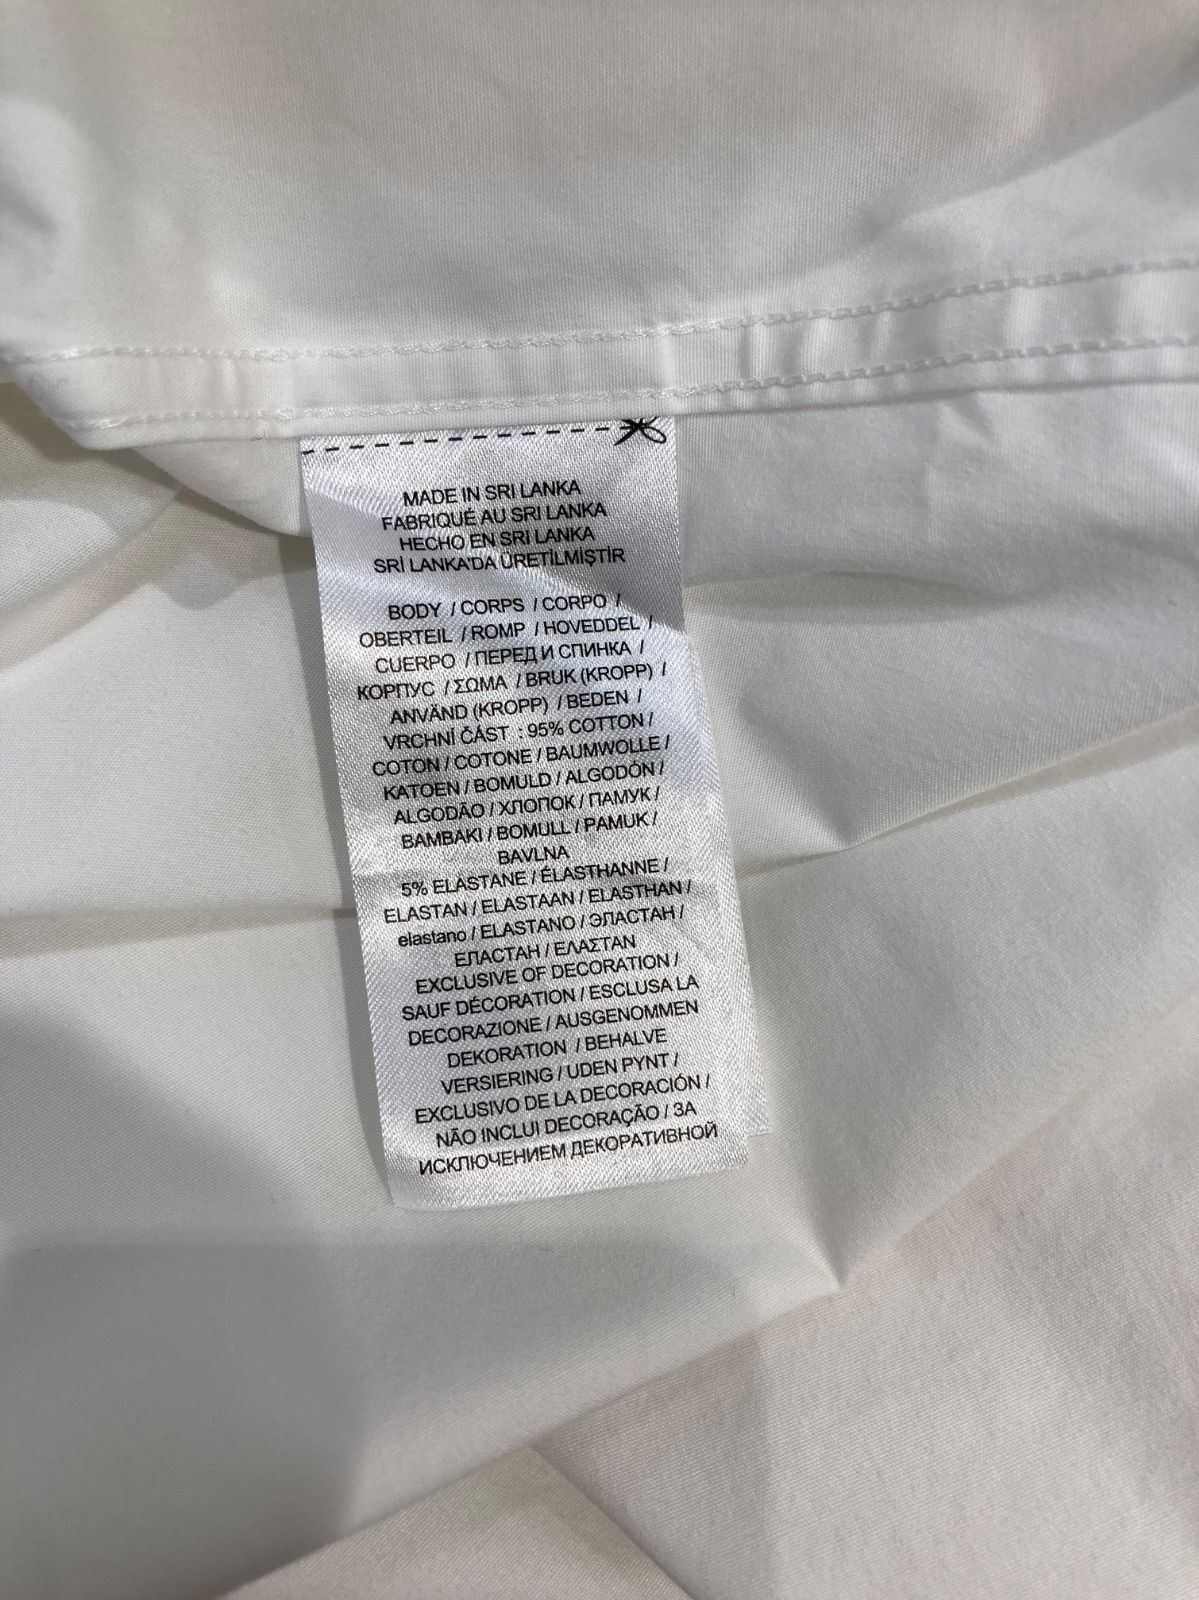 MADE IN SRI LANKA
FABRIQUÉ AU SRI LANKA
HECHO EN SRI LANKA
SRİ LANKA'DA ÜRETİLMİŞTİR
BODY / CORPS / CORPO /
OBERTEIL / ROMP / HOVEDDEL /
CUERPO / ПЕРЕД И СПИНКА /
КОРПУС / ΣΩΜΑ / BRUK (KROPP) /
ANVÄND (KROPP) / BEDEN /
VRCHNÍ ČÁST : 95% COTTON /
COTON / COTONE / BAUMWOLLE /
KATOEN / BOMULD / ALGODÓN /
ALGODÃO / ХЛОПОК / ПАМУК /
BAMBAKI / BOMULL / PAMUK /
BAVLNA
5% ELASTANE / ÉLASTHANNE /
ELASTAN / ELASTAAN / ELASTHAN /
elastano / ELASTANO / ЭЛАСТАН /
ЕЛАСТАН / ΕΛΑΣΤΑΝ
EXCLUSIVE OF DECORATION /
SAUF DÉCORATION / ESCLUSA LA
DECORAZIONE / AUSGENOMMEN
DEKORATION / BEHALVE
VERSIERING / UDEN PYNT /
EXCLUSIVO DE LA DECORACIÓN /
NÃO INCLUI DECORAÇÃO / ЗА
ИСКЛЮЧЕНИЕМ ДЕКОРАТИВНОЙ